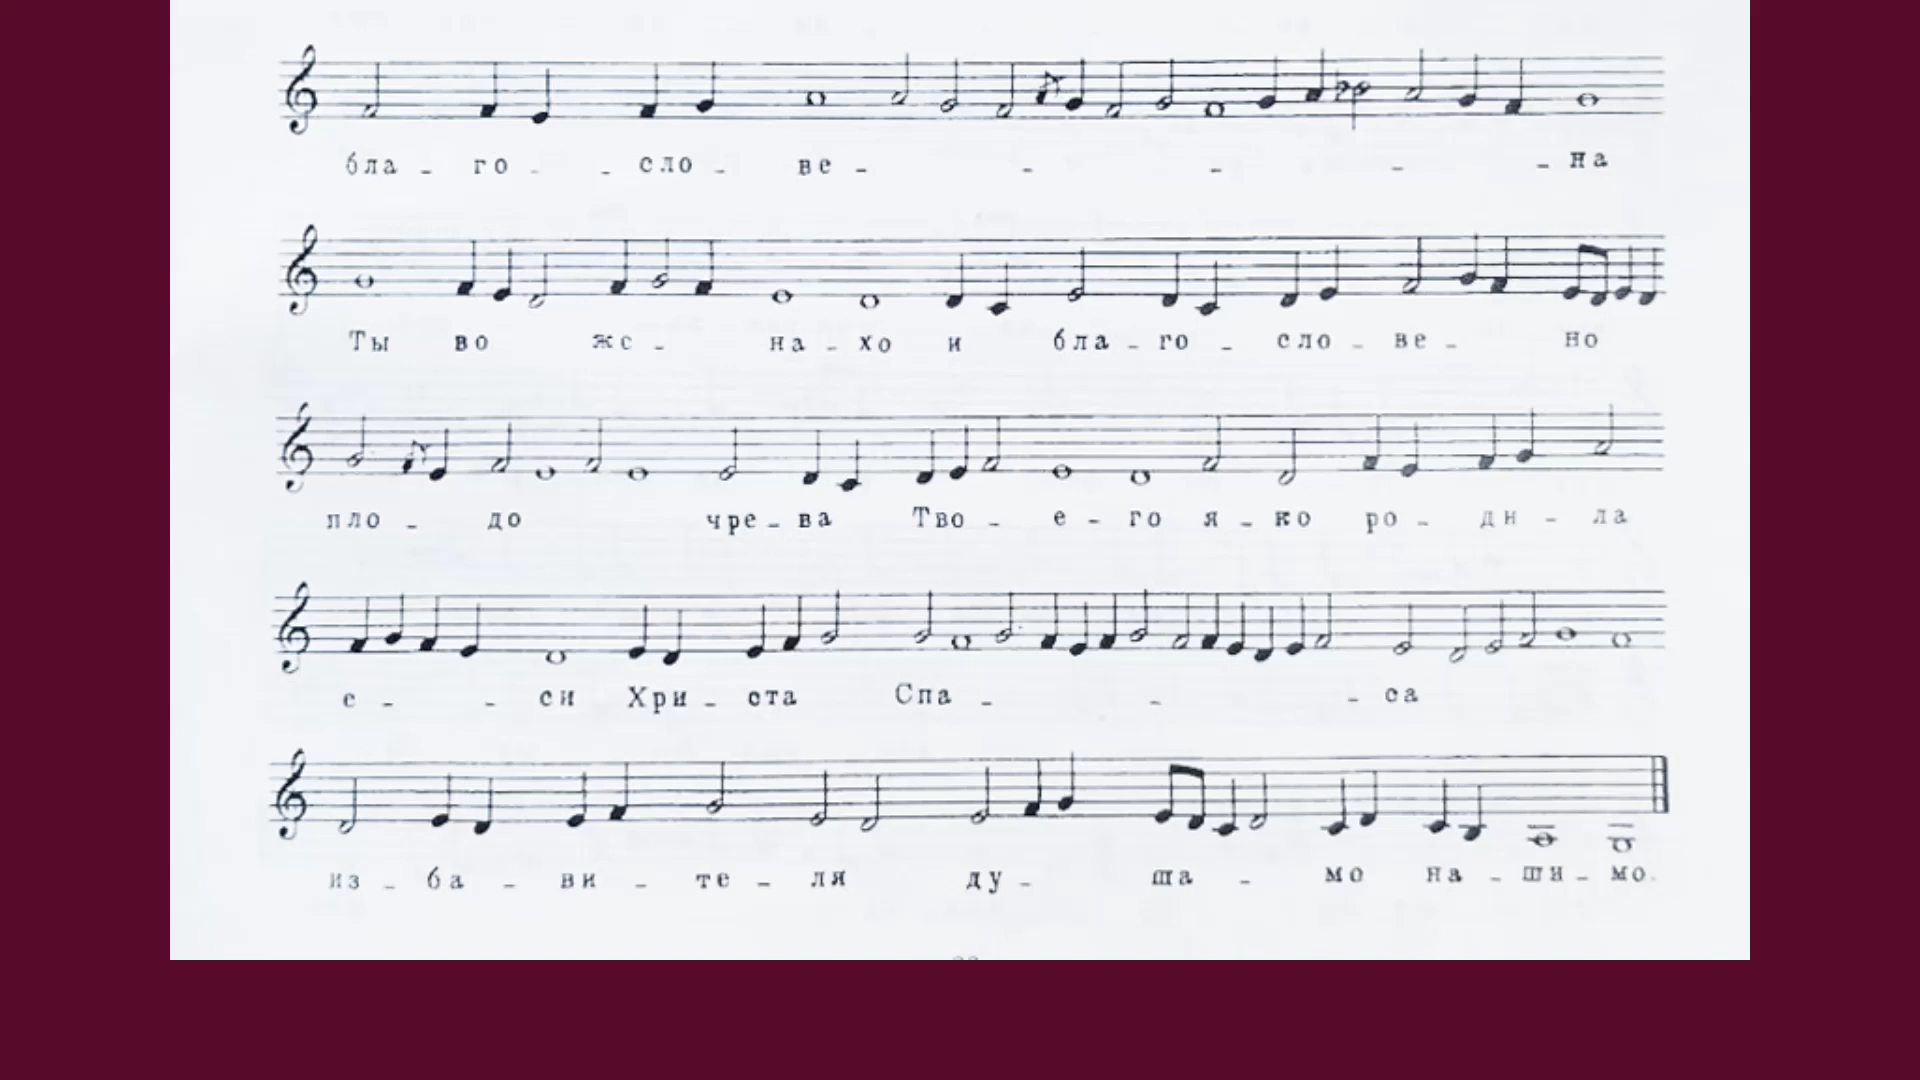 бла - го - - сло - ве - - - - - на
Ты во же - на - хо и бла - го - сло - ве - но
пло - до чре - ва Тво - е - го я - ко ро - ди - ла
е - - си Хри - ста Спа - - - са
из - ба - ви - те - ля ду - ша - мо на - ши - мо.